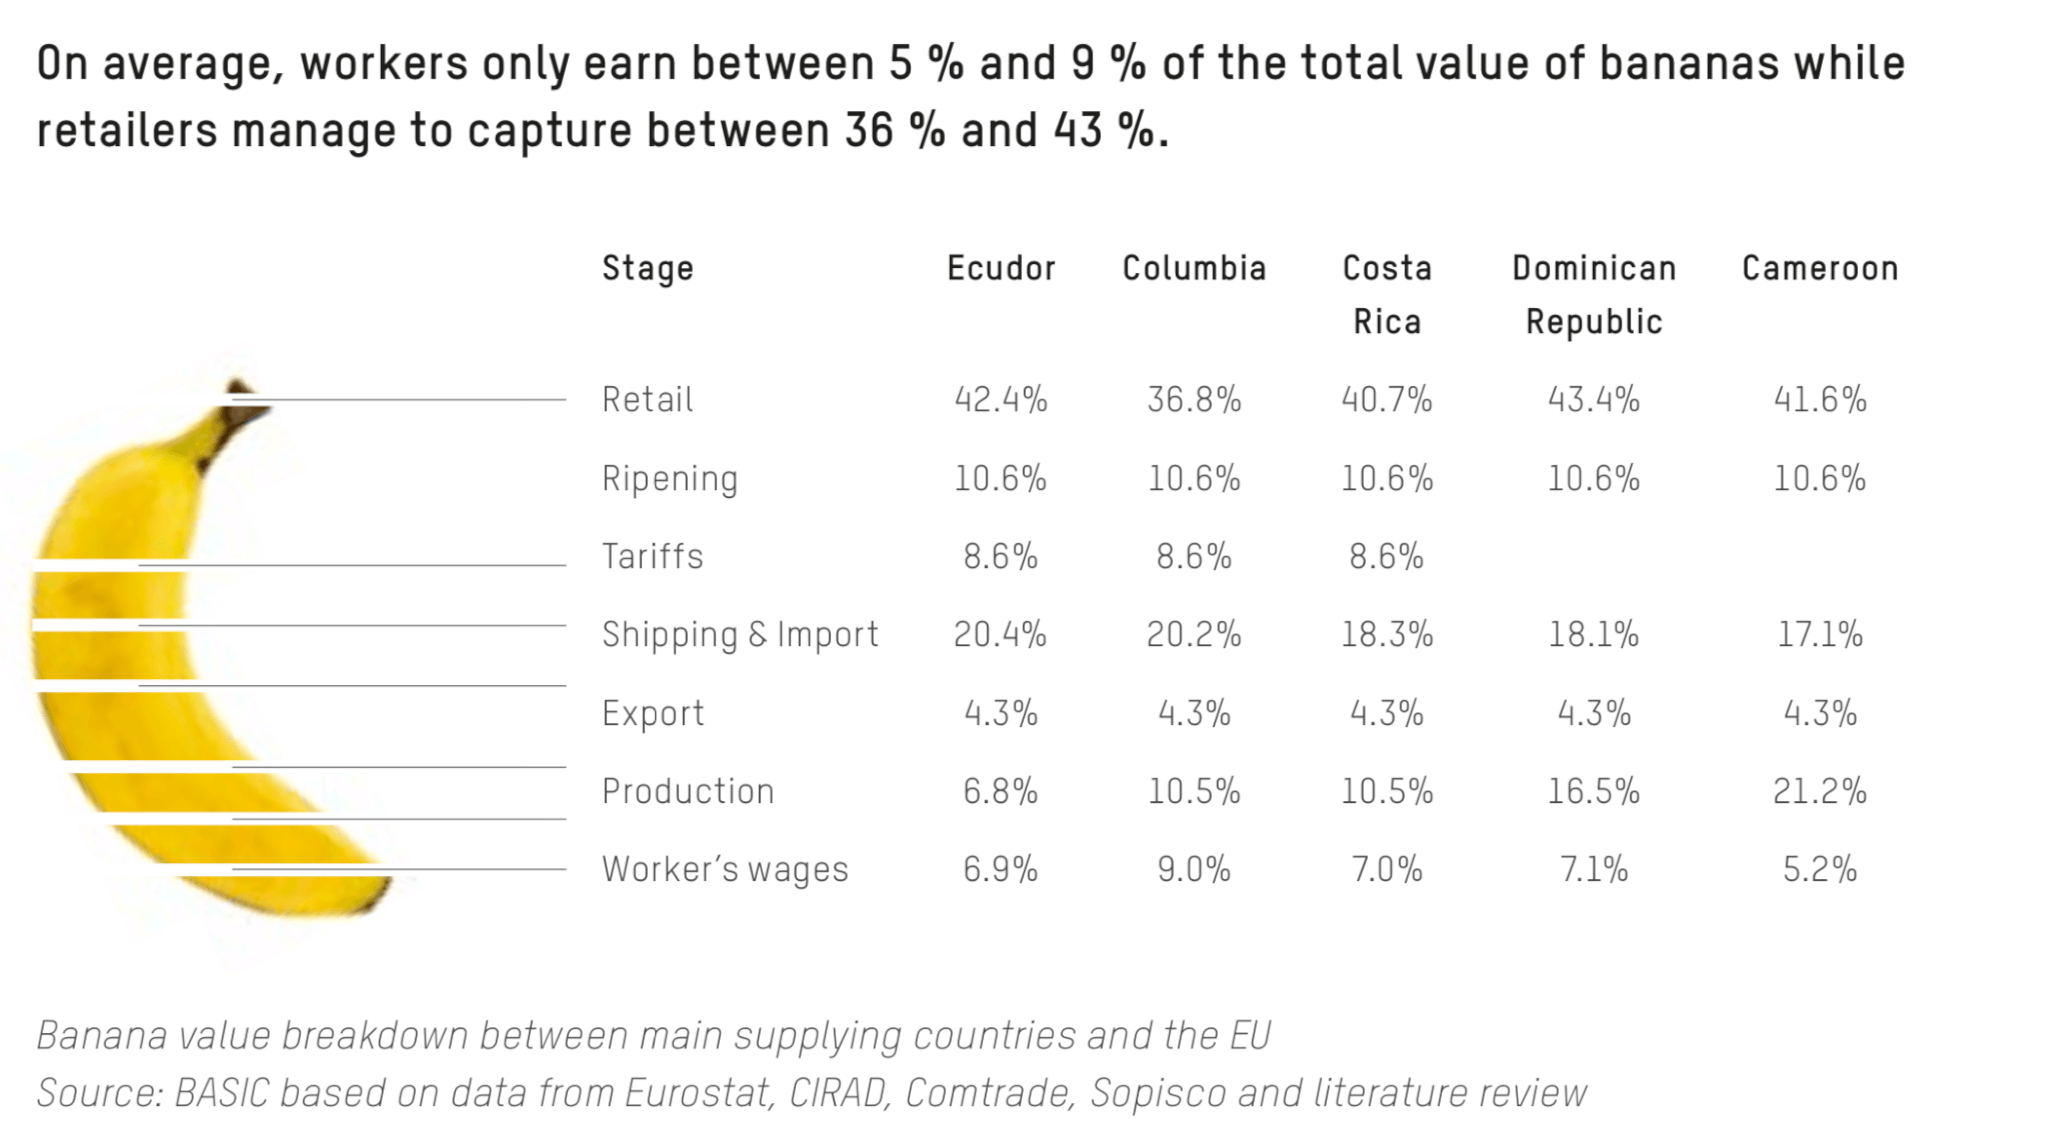 On average, workers only earn between 5 % and 9 % of the total value of bananas while
retailers manage to capture between 36 % and 43 %.
Stage Ecudor Columbia Costa Rica Dominican Republic Cameroon
Retail 42.4% 36.8% 40.7% 43.4% 41.6%
Ripening 10.6% 10.6% 10.6% 10.6% 10.6%
Tariffs 8.6% 8.6% 8.6%
Shipping & Import 20.4% 20.2% 18.3% 18.1% 17.1%
Export 4.3% 4.3% 4.3% 4.3% 4.3%
Production 6.8% 10.5% 10.5% 16.5% 21.2%
Worker's wages 6.9% 9.0% 7.0% 7.1% 5.2%
Banana value breakdown between main supplying countries and the EU
Source: BASIC based on data from Eurostat, CIRAD, Comtrade, Sopisco and literature review